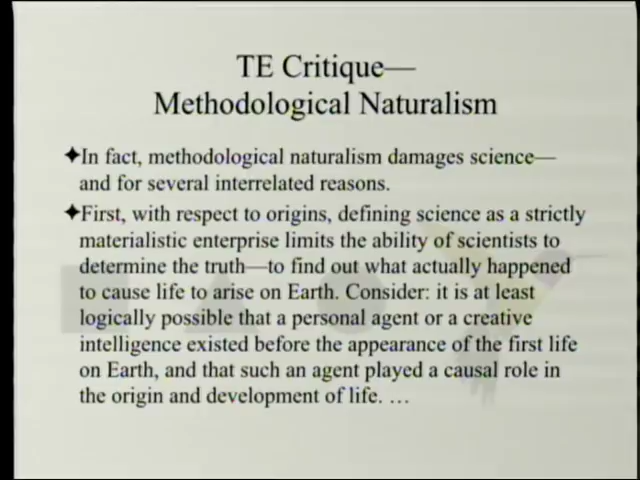 TE Critique—
Methodological Naturalism
✦In fact, methodological naturalism damages science—
and for several interrelated reasons.
✦First, with respect to origins, defining science as a strictly
materialistic enterprise limits the ability of scientists to
determine the truth—to find out what actually happened
to cause life to arise on Earth. Consider: it is at least
logically possible that a personal agent or a creative
intelligence existed before the appearance of the first life
on Earth, and that such an agent played a causal role in
the origin and development of life. …